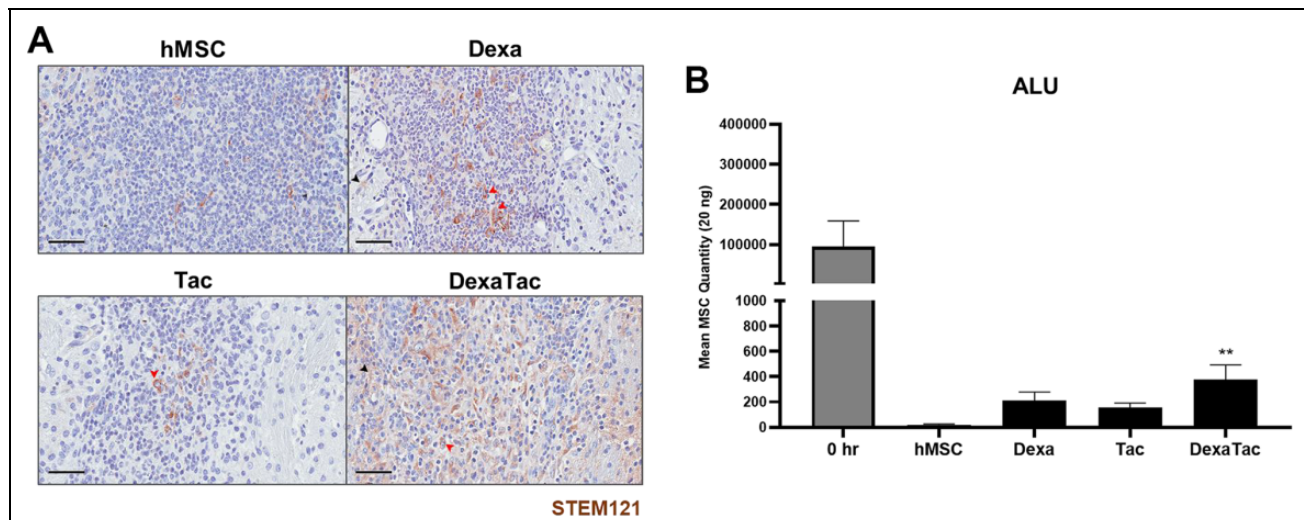 A
hMSC
Dexa
Tac
DexaTac
STEM121
B
ALU
Mean MSC Quantity (20 ng)
400000
300000
200000
100000
1000
800
600
400
200
0
**
0 hr
hMSC
Dexa
Tac
DexaTac